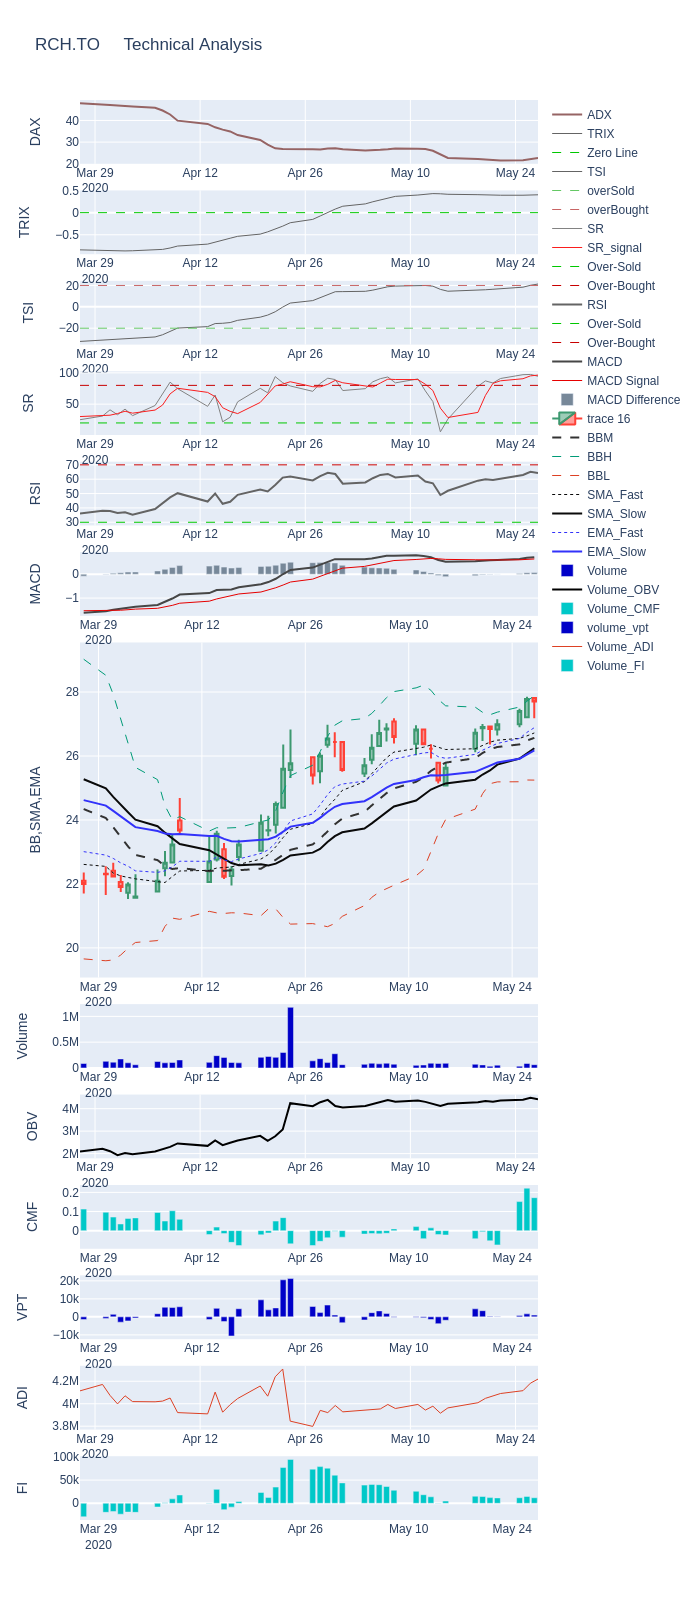 RCH.TO Technical Analysis
DAX
40
30
20
Mar 29 Apr 12 Apr 26 May 10 May 24
2020
TRIX
0.5
0
−0.5
Mar 29 Apr 12 Apr 26 May 10 May 24
2020
TSI
20
0
−20
Mar 29 Apr 12 Apr 26 May 10 May 24
2020
SR
100
50
Mar 29 Apr 12 Apr 26 May 10 May 24
2020
RSI
70
60
50
40
30
Mar 29 Apr 12 Apr 26 May 10 May 24
2020
MACD
0
−1
Mar 29 Apr 12 Apr 26 May 10 May 24
2020
BB,SMA,EMA
28
26
24
22
20
Mar 29 Apr 12 Apr 26 May 10 May 24
2020
Volume
1M
0.5M
0
Mar 29 Apr 12 Apr 26 May 10 May 24
2020
OBV
4M
3M
2M
Mar 29 Apr 12 Apr 26 May 10 May 24
2020
CMF
0.2
0.1
0
Mar 29 Apr 12 Apr 26 May 10 May 24
2020
VPT
20k
10k
0
−10k
Mar 29 Apr 12 Apr 26 May 10 May 24
2020
ADI
4.2M
4M
3.8M
Mar 29 Apr 12 Apr 26 May 10 May 24
2020
FI
100k
50k
0
Mar 29 Apr 12 Apr 26 May 10 May 24
2020
ADX
TRIX
Zero Line
TSI
overSold
overBought
SR
SR_signal
Over-Sold
Over-Bought
RSI
Over-Sold
Over-Bought
MACD
MACD Signal
MACD Difference
trace 16
BBM
BBH
BBL
SMA_Fast
SMA_Slow
EMA_Fast
EMA_Slow
Volume
Volume_OBV
Volume_CMF
volume_vpt
Volume_ADI
Volume_FI